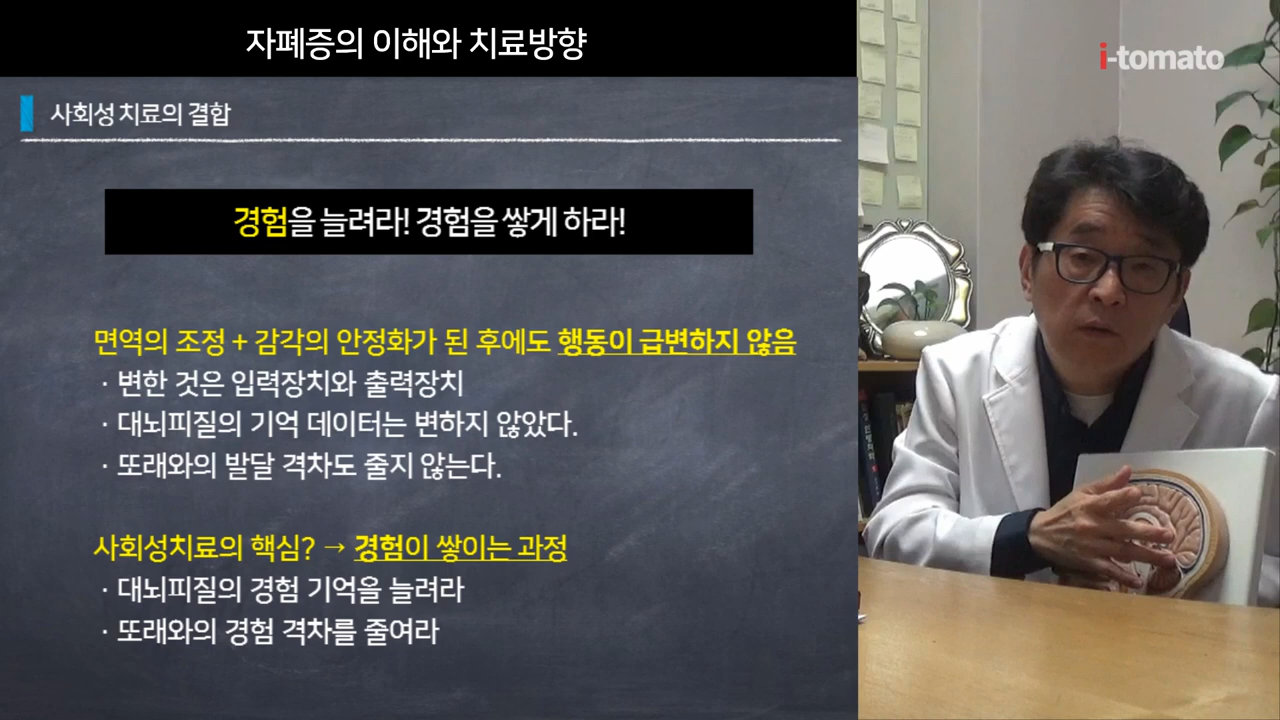 자폐증의 이해와 치료방향
i-tomato
사회성 치료의 결합
경험을 늘려라! 경험을 쌓게 하라!
면역의 조정 + 감각의 안정화가 된 후에도 행동이 급변하지 않음
· 변한 것은 입력장치와 출력장치
· 대뇌피질의 기억 데이터는 변하지 않았다.
· 또래와의 발달 격차도 줄지 않는다.
사회성치료의 핵심? → 경험이 쌓이는 과정
· 대뇌피질의 경험 기억을 늘려라
· 또래와의 경험 격차를 줄여라